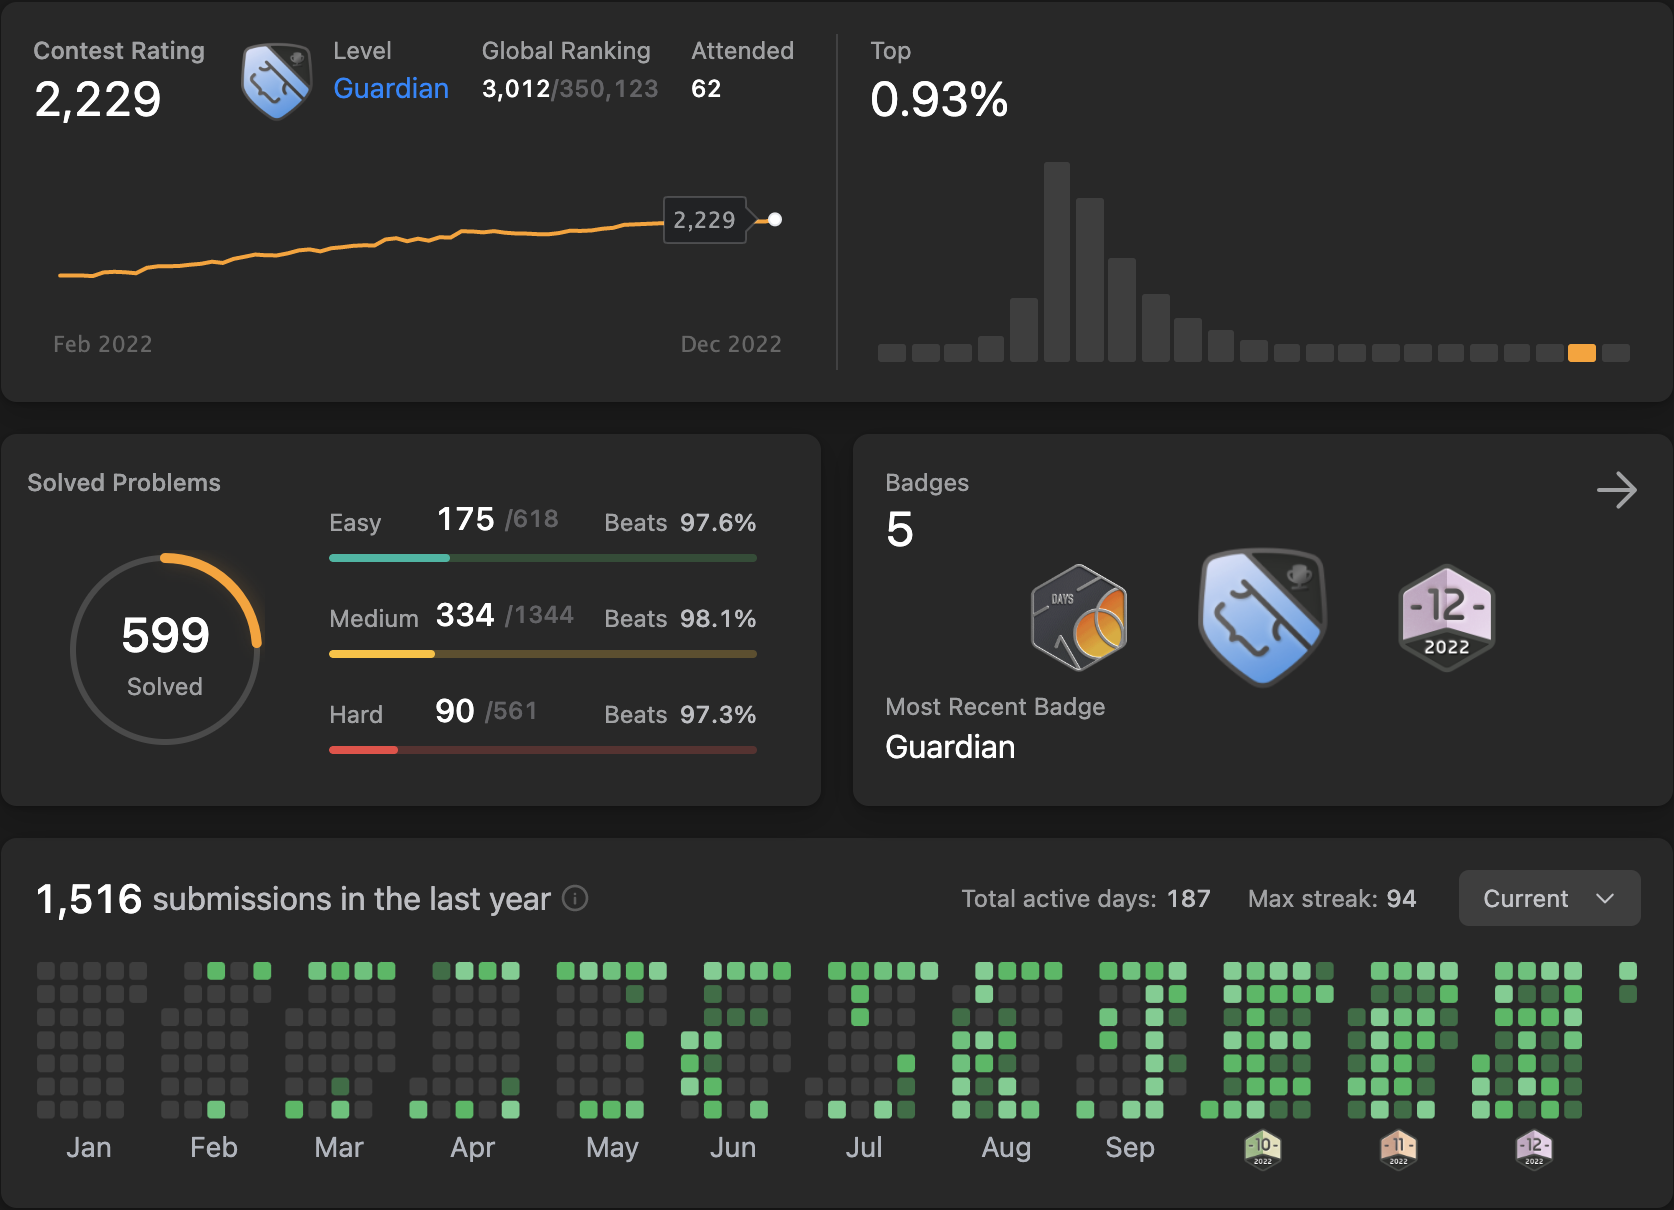 Contest Rating
2,229
Level
Guardian
Global Ranking
3,012/350,123
Attended
62
Top
0.93%
2,229
Feb 2022
Dec 2022
Solved Problems
599
Solved
Easy 175 /618 Beats 97.6%
Medium 334 /1344 Beats 98.1%
Hard 90 /561 Beats 97.3%
Badges
5
DAYS
-12-
2022
Most Recent Badge
Guardian
1,516 submissions in the last year
Total active days: 187 Max streak: 94 Current
Jan Feb Mar Apr May Jun Jul Aug Sep
-10-
2022
-11-
2022
-12-
2022